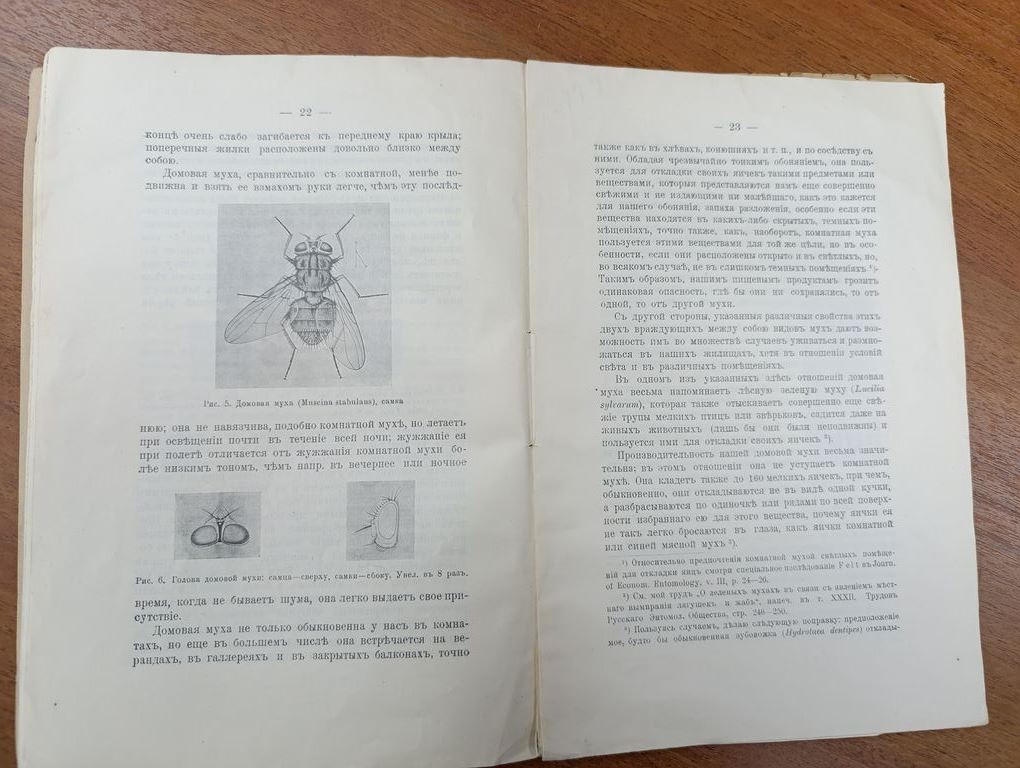 — 22 —
концѣ очень слабо загибается къ переднему краю крыла;
поперечныя жилки расположены довольно близко между
собою.
Домовая муха, сравнительно съ комнатной, менѣе по-
движна и взять ее взмахомъ руки легче, чѣмъ эту послѣд-
Рис. 5. Домовая муха (Muscina stabulans), самка
нюю; она не навязчива, подобно комнатной мухѣ, но летаетъ
при освѣщеніи почти въ теченіе всей ночи; жужжаніе ея
при полетѣ отличается отъ жужжанія комнатной мухи бо-
лѣе низкимъ тономъ, чѣмъ напр. въ вечернее или ночное
Рис. 6. Голова домовой мухи: самца—сверху, самки—сбоку. Увел. въ 8 разъ.
время, когда не бываетъ шума, она легко выдаетъ свое при-
сутствіе.
Домовая муха не только обыкновенна у насъ въ комна-
тахъ, но еще въ большемъ числѣ она встрѣчается на ве-
рандахъ, въ галлереяхъ и въ закрытыхъ балконахъ, точно
— 23 —
также какъ въ хлѣвахъ, конюшняхъ и т. п., и по сосѣдству съ
ними. Обладая чрезвычайно тонкимъ обоняніемъ, она поль-
зуется для откладки своихъ яичекъ такими предметами или
веществами, которыя представляются намъ еще совершенно
свѣжими и не издающими ни малѣйшаго, какъ это кажется
для нашего обонянія, запаха разложенія, особенно если эти
вещества находятся въ какихъ-либо скрытыхъ, темныхъ по-
мѣщеніяхъ, точно также, какъ, наоборотъ, комнатная муха
пользуется этими веществами для той же цѣли, но въ осо-
бенности, если они расположены открыто и въ свѣтлыхъ, но,
во всякомъ случаѣ, не въ слишкомъ темныхъ помѣщеніяхъ ¹).
Такимъ образомъ, нашимъ пищевымъ продуктамъ грозитъ
одинаковая опасность, гдѣ бы они ни сохранялись, то отъ
одной, то отъ другой мухи.
Съ другой стороны, указанныя различныя свойства этихъ
двухъ враждующихъ между собою видовъ мухъ даютъ воз-
можность имъ во множествѣ случаевъ уживаться и размно-
жаться въ нашихъ жилищахъ, хотя въ отношеніи условій
свѣта и въ различныхъ помѣщеніяхъ.
Въ одномъ изъ указанныхъ здѣсь отношеній домовая
муха весьма напоминаетъ лѣсную зеленую муху (Lucilia
sylvarum), которая также отыскиваетъ совершенно еще свѣ-
жіе трупы мелкихъ птицъ или звѣрьковъ, садится даже на
живыхъ животныхъ (лишь бы они были неподвижны) и
пользуется ими для откладки своихъ яичекъ ²).
Производительность нашей домовой мухи весьма значи-
тельна; въ этомъ отношеніи она не уступаетъ комнатной
мухѣ. Она кладетъ также до 160 мелкихъ яичекъ, при чемъ,
обыкновенно, они откладываются не въ видѣ одной кучки,
а разбрасываются по одиночкѣ или рядами по всей поверх-
ности избраннаго ею для этого вещества, почему яички ея
не такъ легко бросаются въ глаза, какъ яички комнатной
или синей мясной мухъ ³).
¹) Относительно предпочтенія комнатной мухой свѣтлыхъ помѣще-
ній для откладки яицъ смотри спеціальное послѣдованіе Felt въ Journ.
of Econom. Entomology, v. III, p. 24—26.
²) См. мой трудъ „О зеленыхъ мухахъ въ связи съ явленіемъ мѣст-
наго вымиранія лягушекъ и жабъ", напеч. въ т. XXXII, Трудовъ
Русскаго Энтомол. Общества, стр. 246—250.
³) Пользуясь случаемъ, дѣлаю слѣдующую поправку: предположеніе
мое, будто бы обыкновенная зубоножка (Hydrotaea dentipes) отклады-